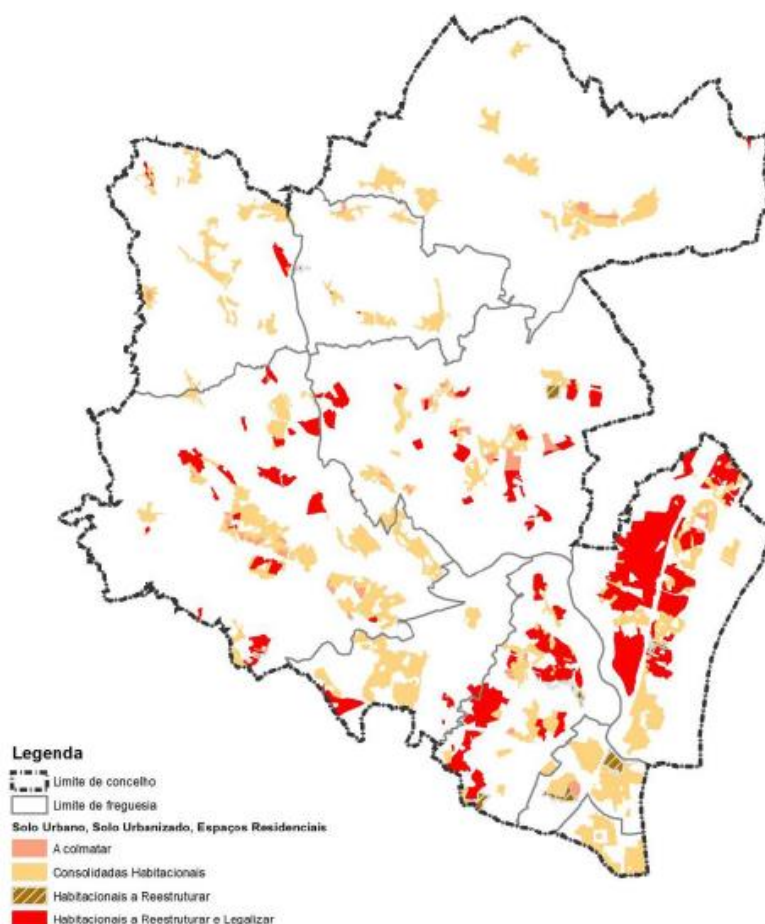 Legenda
Limite de concelho
Limite de freguesia
Solo Urbano, Solo Urbanizado, Espaços Residenciais
A colmatar
Consolidadas Habitacionais
Habitacionais a Reestruturar
Habitacionais a Reestruturar e Legalizar